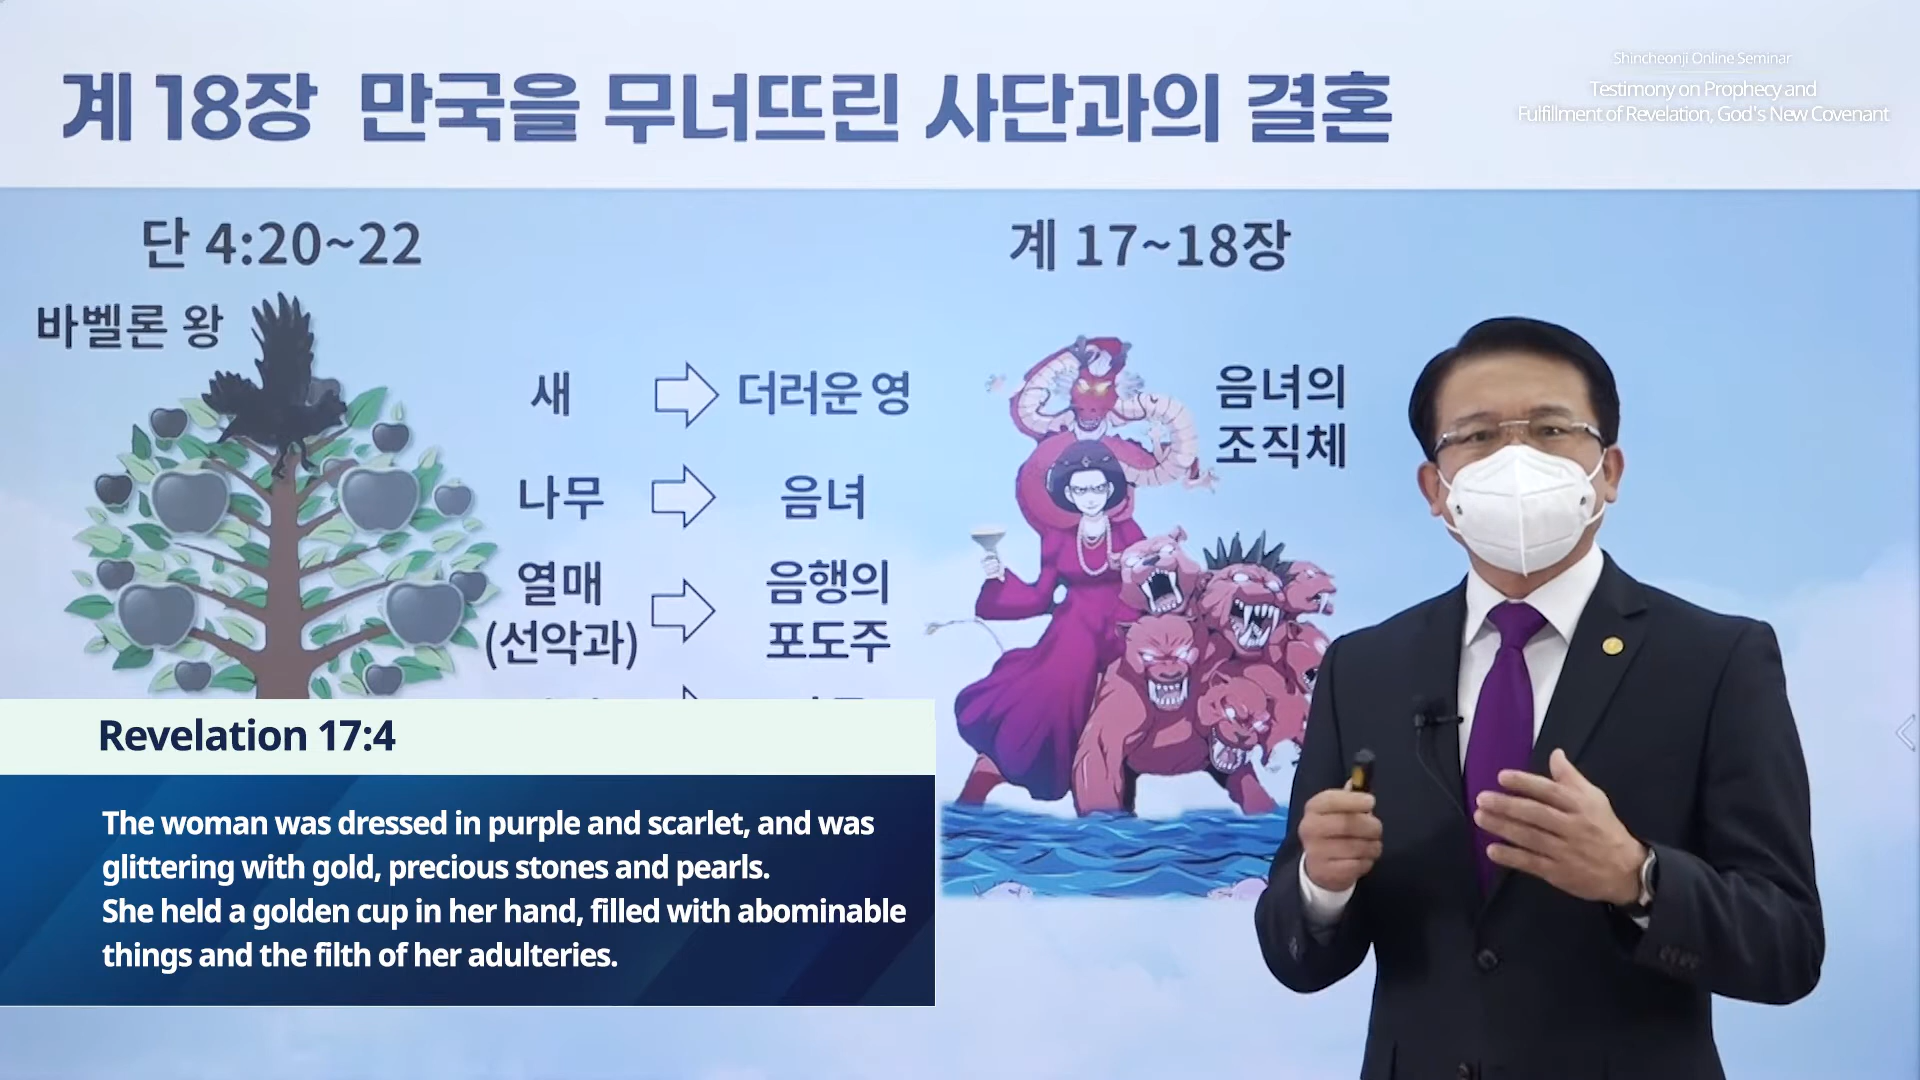 계 18장 만국을 무너뜨린 사단과의 결혼
Shincheonji Online Seminar
Testimony on Prophecy and
Fulfillment of Revelation, God's New Covenant
단 4:20~22
계 17~18장
바벨론 왕
새
더러운 영
나무
음녀
열매
(선악과)
음행의
포도주
음녀의
조직체
Revelation 17:4
The woman was dressed in purple and scarlet, and was
glittering with gold, precious stones and pearls.
She held a golden cup in her hand, filled with abominable
things and the filth of her adulteries.